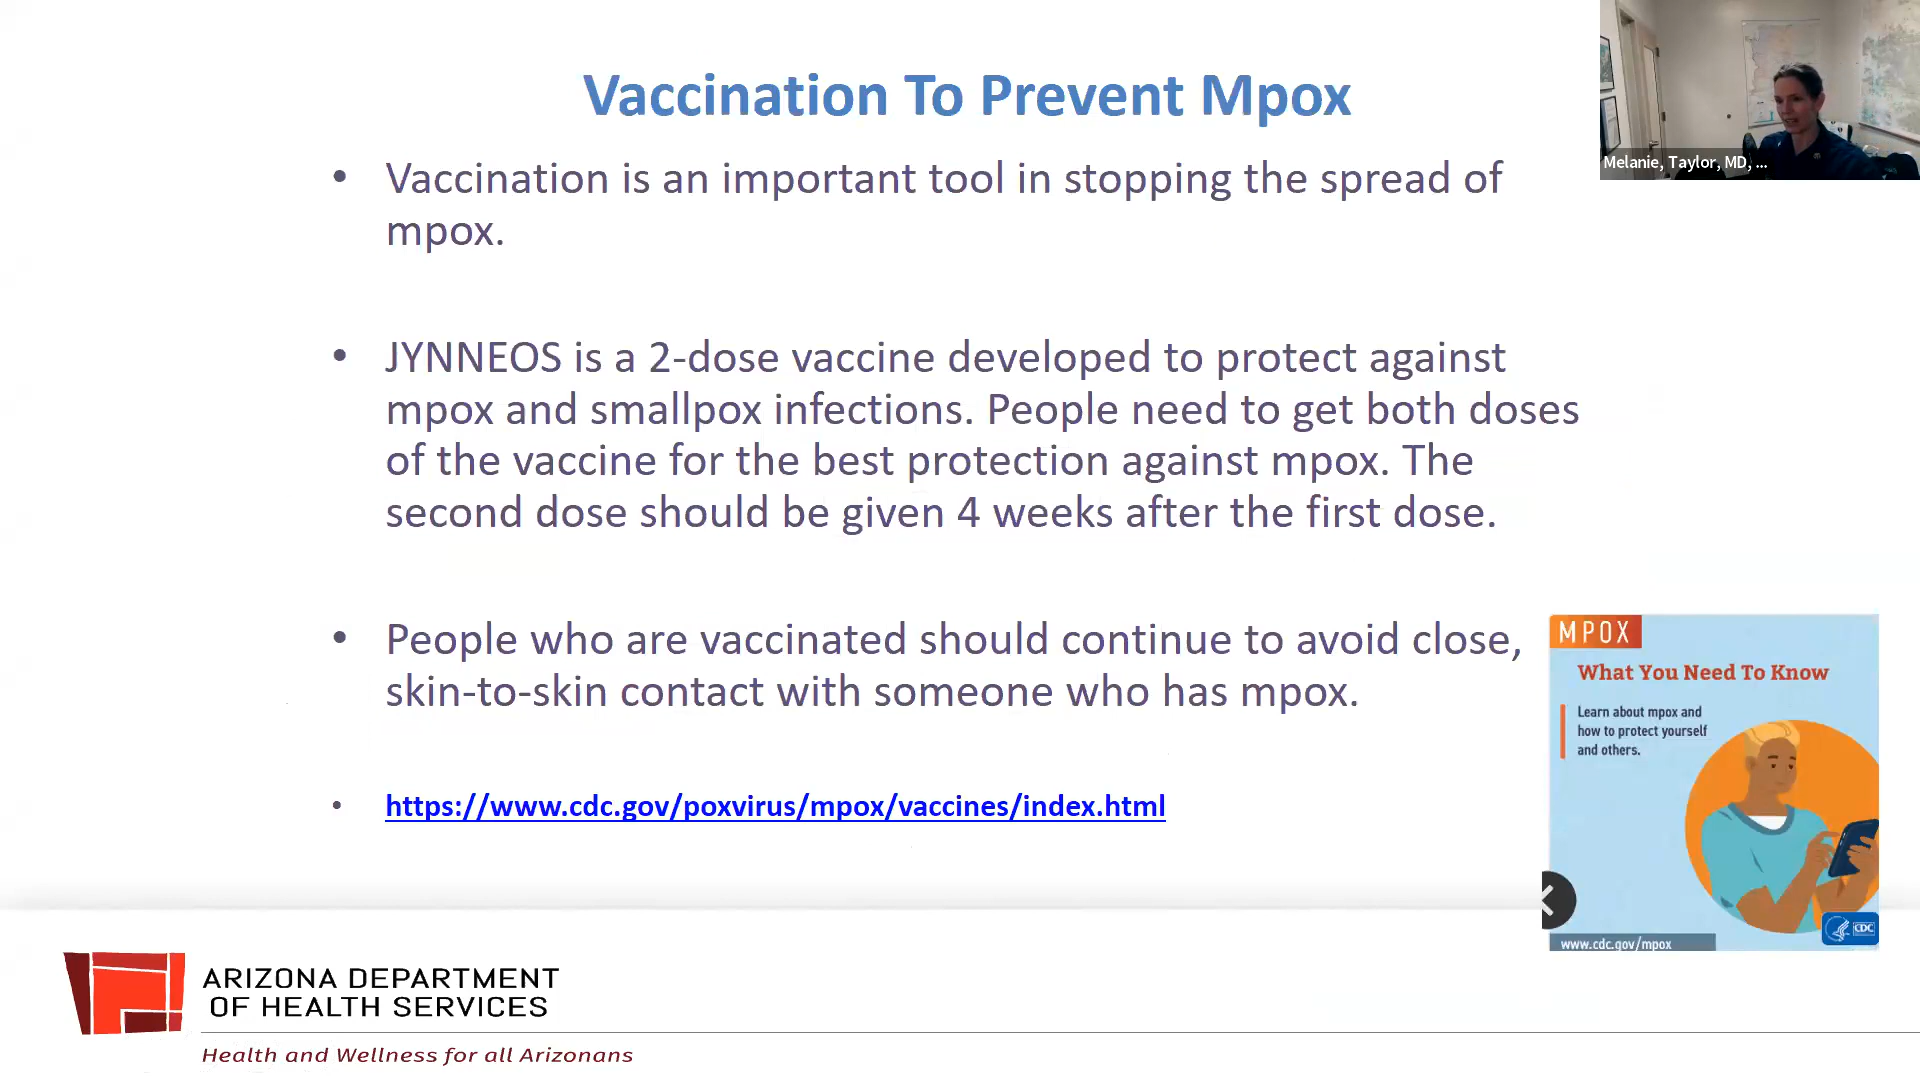 Vaccination To Prevent Mpox
Melanie, Taylor, MD, ...
• Vaccination is an important tool in stopping the spread of
mpox.
• JYNNEOS is a 2-dose vaccine developed to protect against
mpox and smallpox infections. People need to get both doses
of the vaccine for the best protection against mpox. The
second dose should be given 4 weeks after the first dose.
• People who are vaccinated should continue to avoid close,
skin-to-skin contact with someone who has mpox.
• https://www.cdc.gov/poxvirus/mpox/vaccines/index.html
MPOX
What You Need To Know
Learn about mpox and
how to protect yourself
and others.
CDC
www.cdc.gov/mpox
ARIZONA DEPARTMENT
OF HEALTH SERVICES
Health and Wellness for all Arizonans